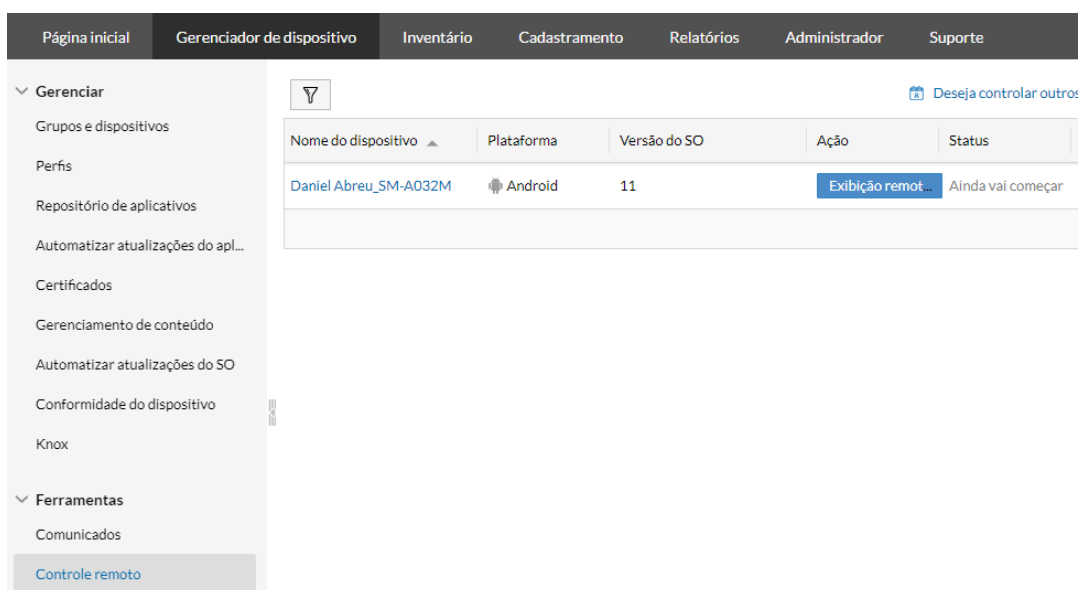 Página inicial Gerenciador de dispositivo Inventário Cadastramento Relatórios Administrador Suporte
Gerenciar
Grupos e dispositivos
Perfis
Repositório de aplicativos
Automatizar atualizações do apl...
Certificados
Gerenciamento de conteúdo
Automatizar atualizações do SO
Conformidade do dispositivo
Knox
Ferramentas
Comunicados
Controle remoto
Deseja controlar outros
Nome do dispositivo Plataforma Versão do SO Ação Status
Daniel Abreu_SM-A032M Android 11 Exibição remot... Ainda vai começar